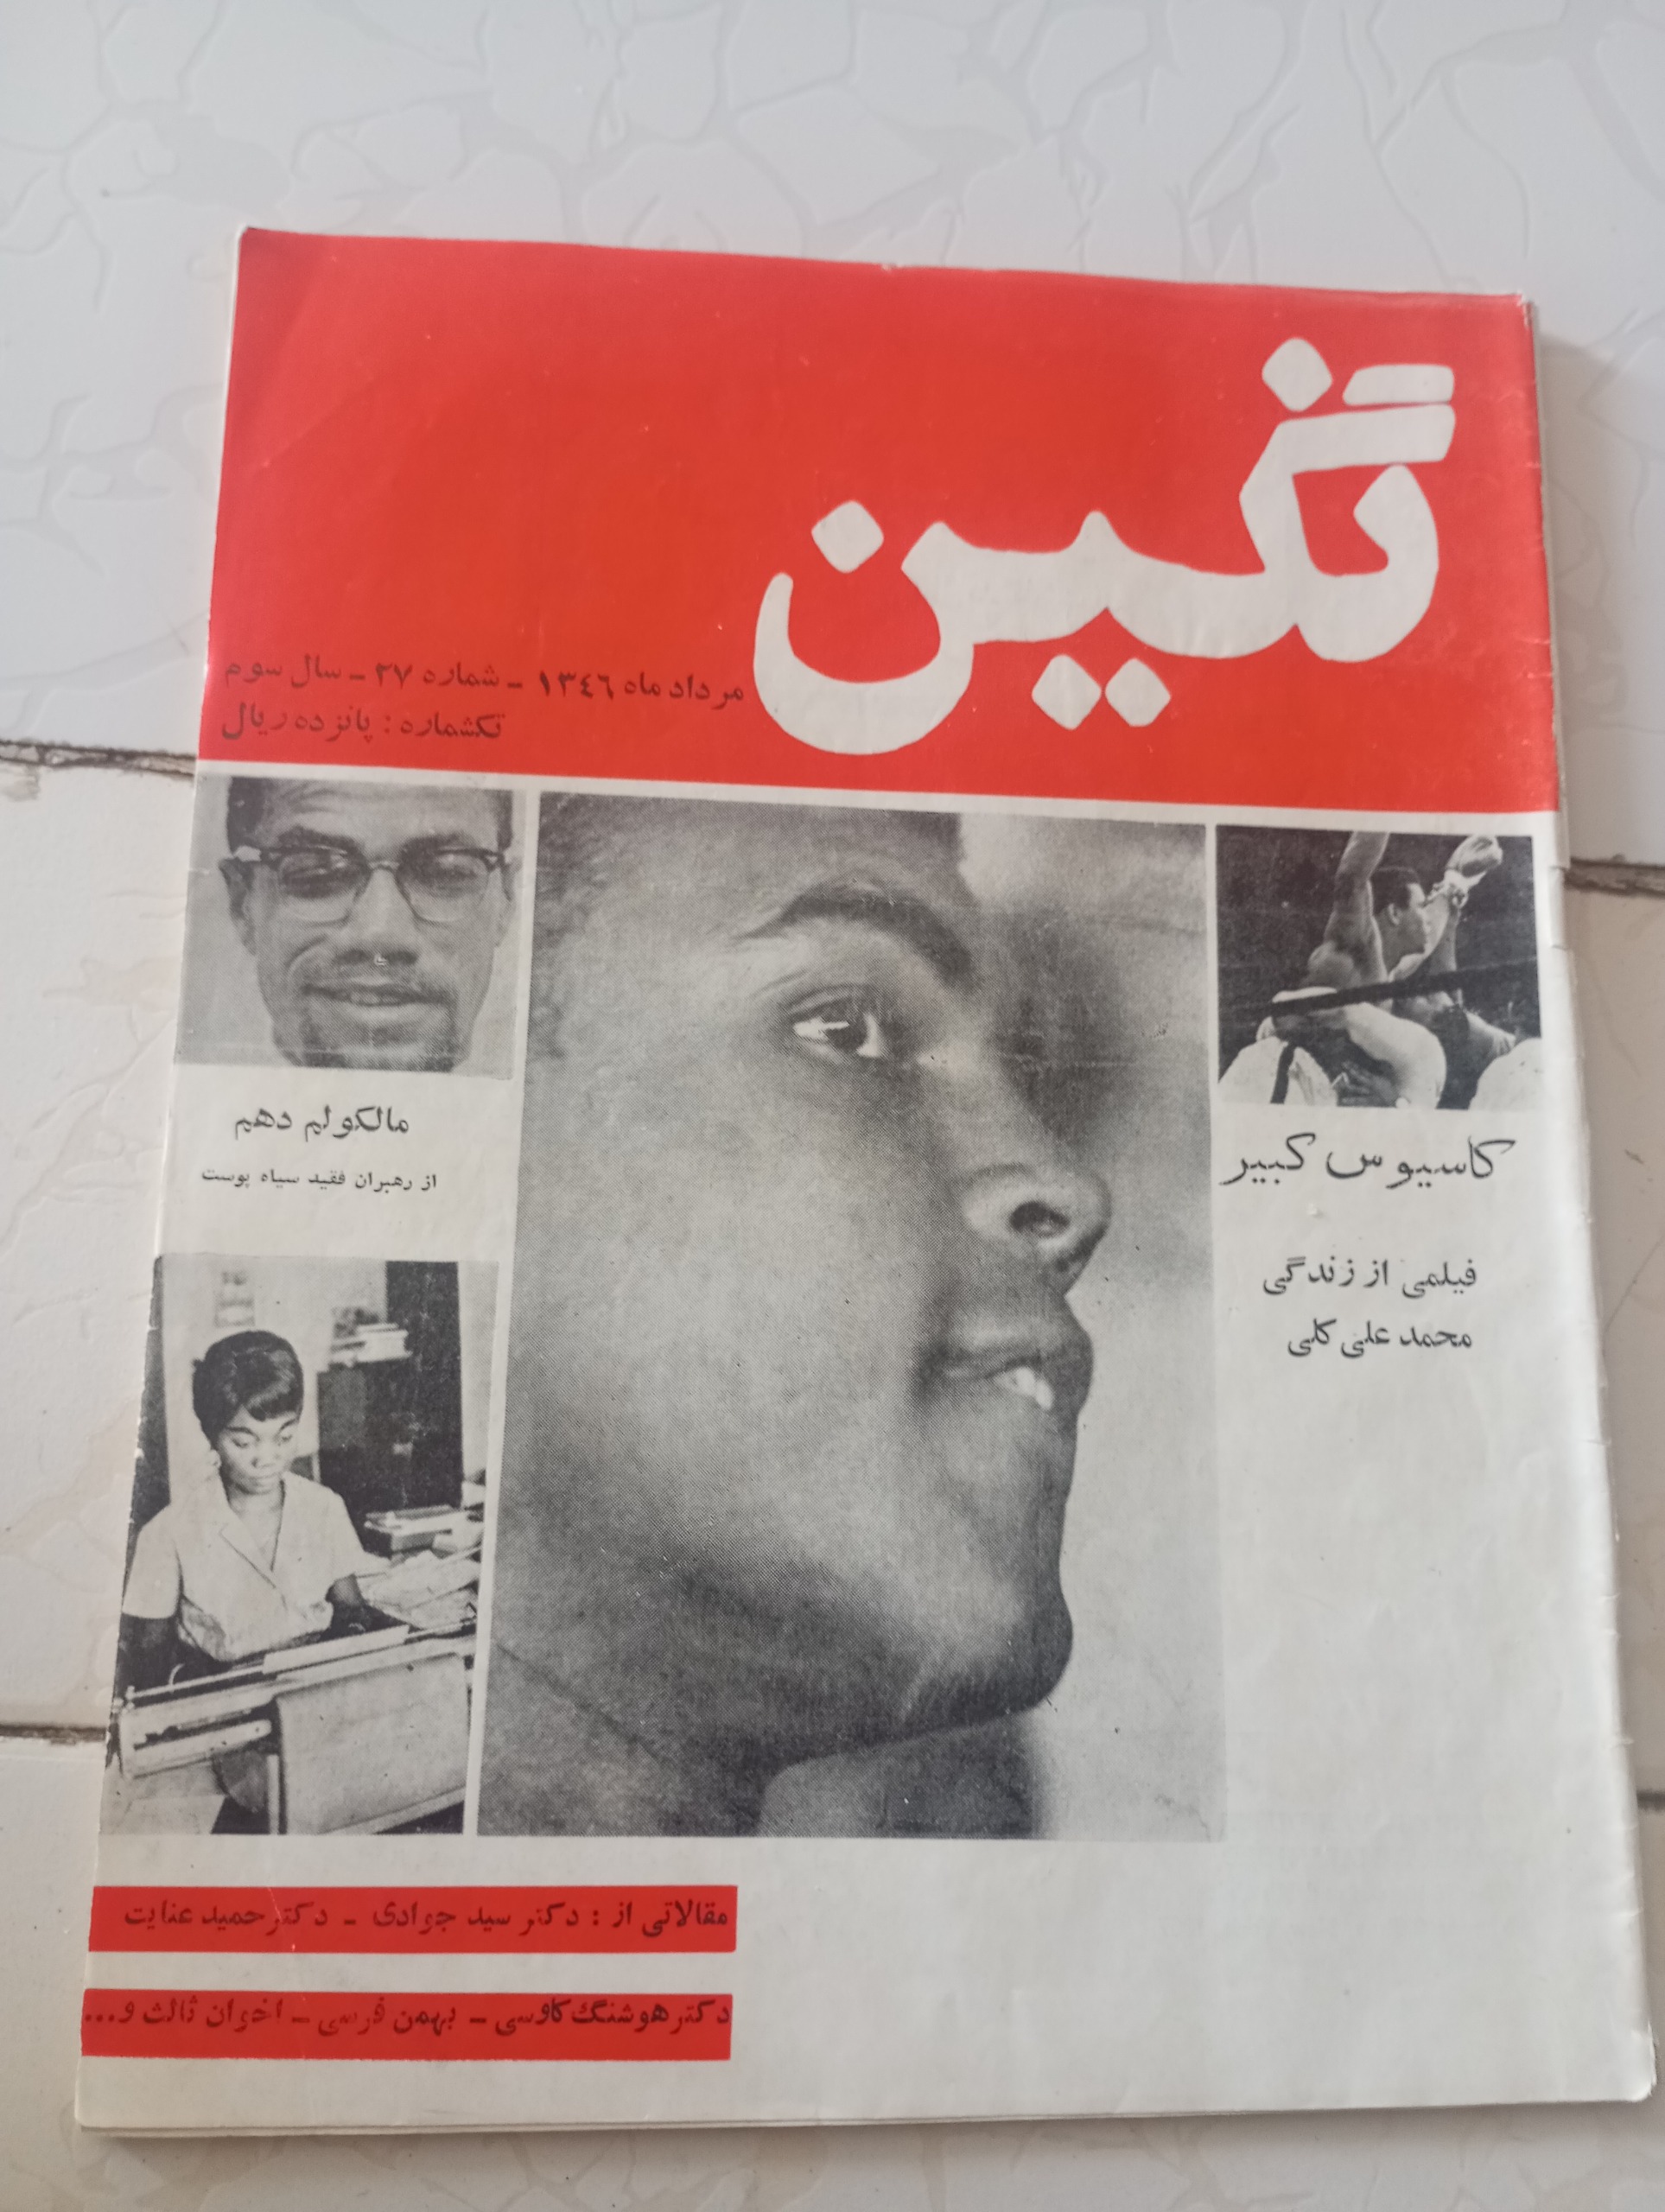 نگین
مرداد ماه ١٣٤٦ - شماره ٢٧ - سال سوم
تکشماره : پانزده ریال
کاسیوس کبیر
فیلمی از زندگی
محمد علی کلی
مالکولم دهم
از رهبران فقید سیاه پوست
مقالاتی از : دکتر سید جوادی - دکتر حمید عنایت
دکتر هوشنگ کاوسی - بهمن فرسی - اخوان ثالث و...